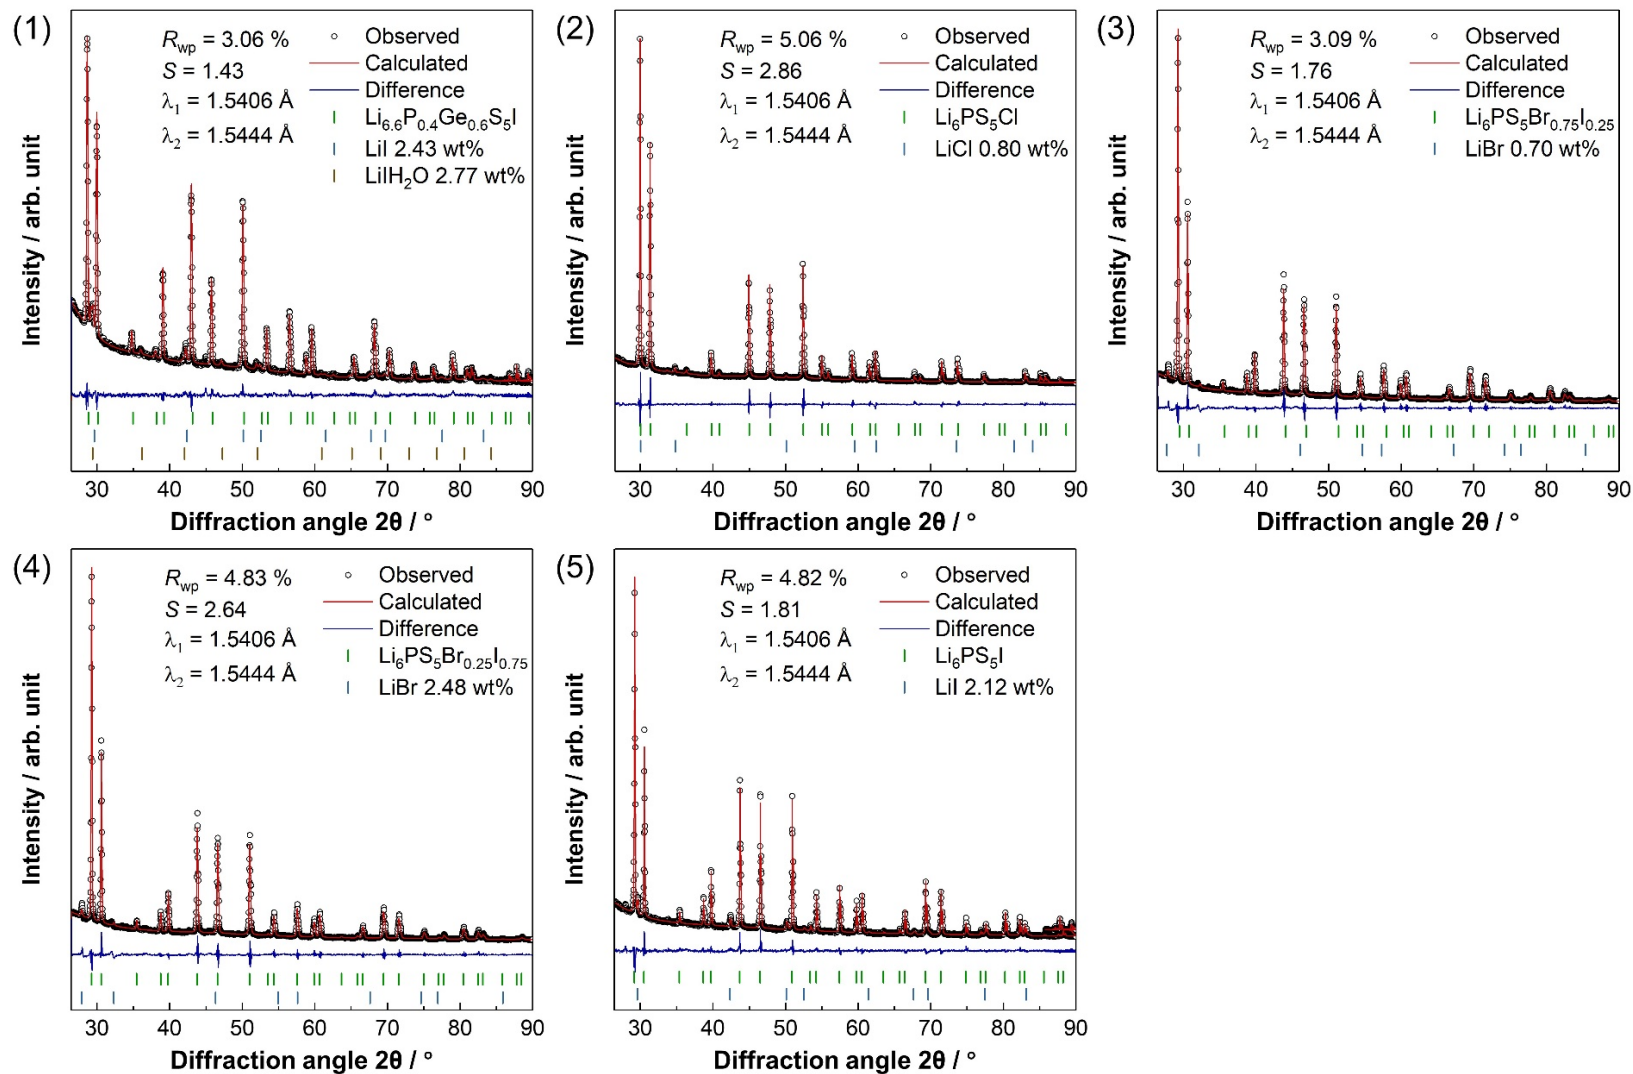 (1)
R_wp = 3.06 %
S = 1.43
λ₁ = 1.5406 Å
λ₂ = 1.5444 Å
Observed
Calculated
Difference
Li₆.₆P₀.₄Ge₀.₆S₅I
LiI 2.43 wt%
LiIH₂O 2.77 wt%
Intensity / arb. unit
30 40 50 60 70 80 90
Diffraction angle 2θ / °
(2)
R_wp = 5.06 %
S = 2.86
λ₁ = 1.5406 Å
λ₂ = 1.5444 Å
Observed
Calculated
Difference
Li₆PS₅Cl
LiCl 0.80 wt%
Intensity / arb. unit
30 40 50 60 70 80 90
Diffraction angle 2θ / °
(3)
R_wp = 3.09 %
S = 1.76
λ₁ = 1.5406 Å
λ₂ = 1.5444 Å
Observed
Calculated
Difference
Li₆PS₅Br₀.₇₅I₀.₂₅
LiBr 0.70 wt%
Intensity / arb. unit
30 40 50 60 70 80 90
Diffraction angle 2θ / °
(4)
R_wp = 4.83 %
S = 2.64
λ₁ = 1.5406 Å
λ₂ = 1.5444 Å
Observed
Calculated
Difference
Li₆PS₅Br₀.₂₅I₀.₇₅
LiBr 2.48 wt%
Intensity / arb. unit
30 40 50 60 70 80 90
Diffraction angle 2θ / °
(5)
R_wp = 4.82 %
S = 1.81
λ₁ = 1.5406 Å
λ₂ = 1.5444 Å
Observed
Calculated
Difference
Li₆PS₅I
LiI 2.12 wt%
Intensity / arb. unit
30 40 50 60 70 80 90
Diffraction angle 2θ / °